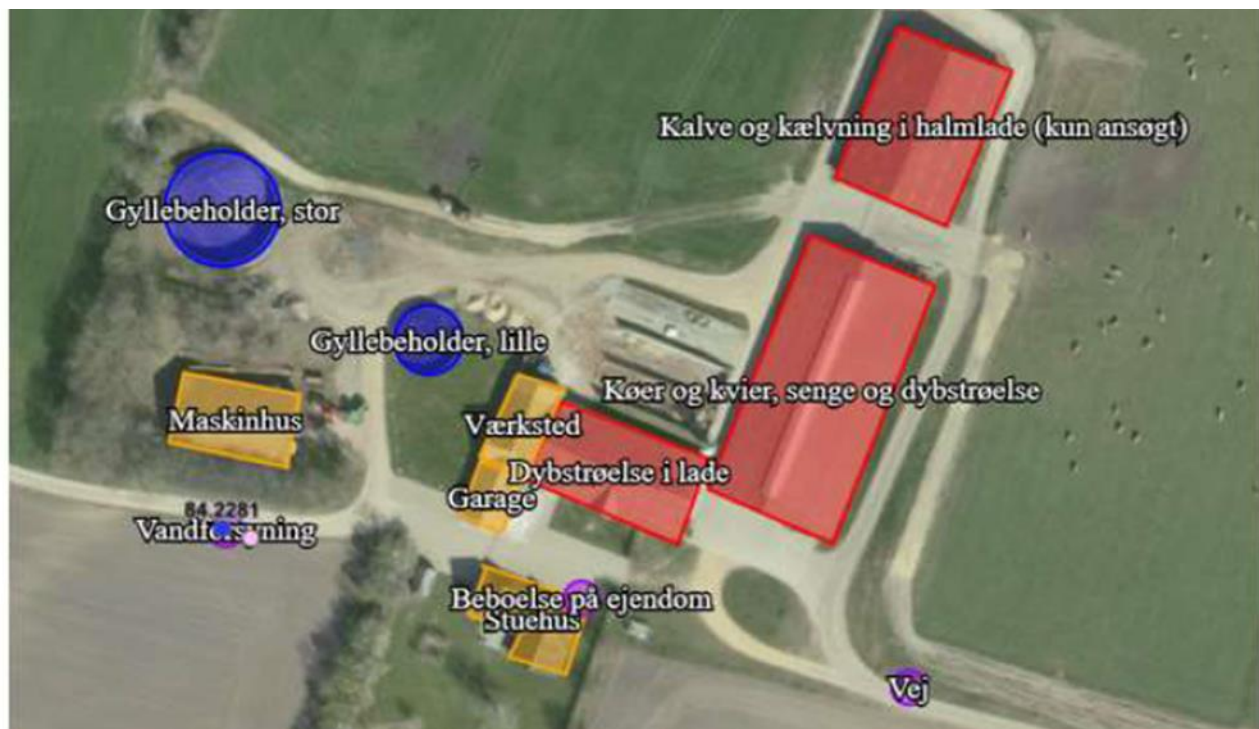 Kalve og kælvning i halmlade (kun ansøgt)
Gyllebeholder, stor
Gyllebeholder, lille
Køer og kvier, senge og dybstrøelse
Maskinhus
Værksted
Dybstrøelse i lade
Garage
84.2281
Vandforsyning
Beboelse på ejendom
Stuehus
Vej